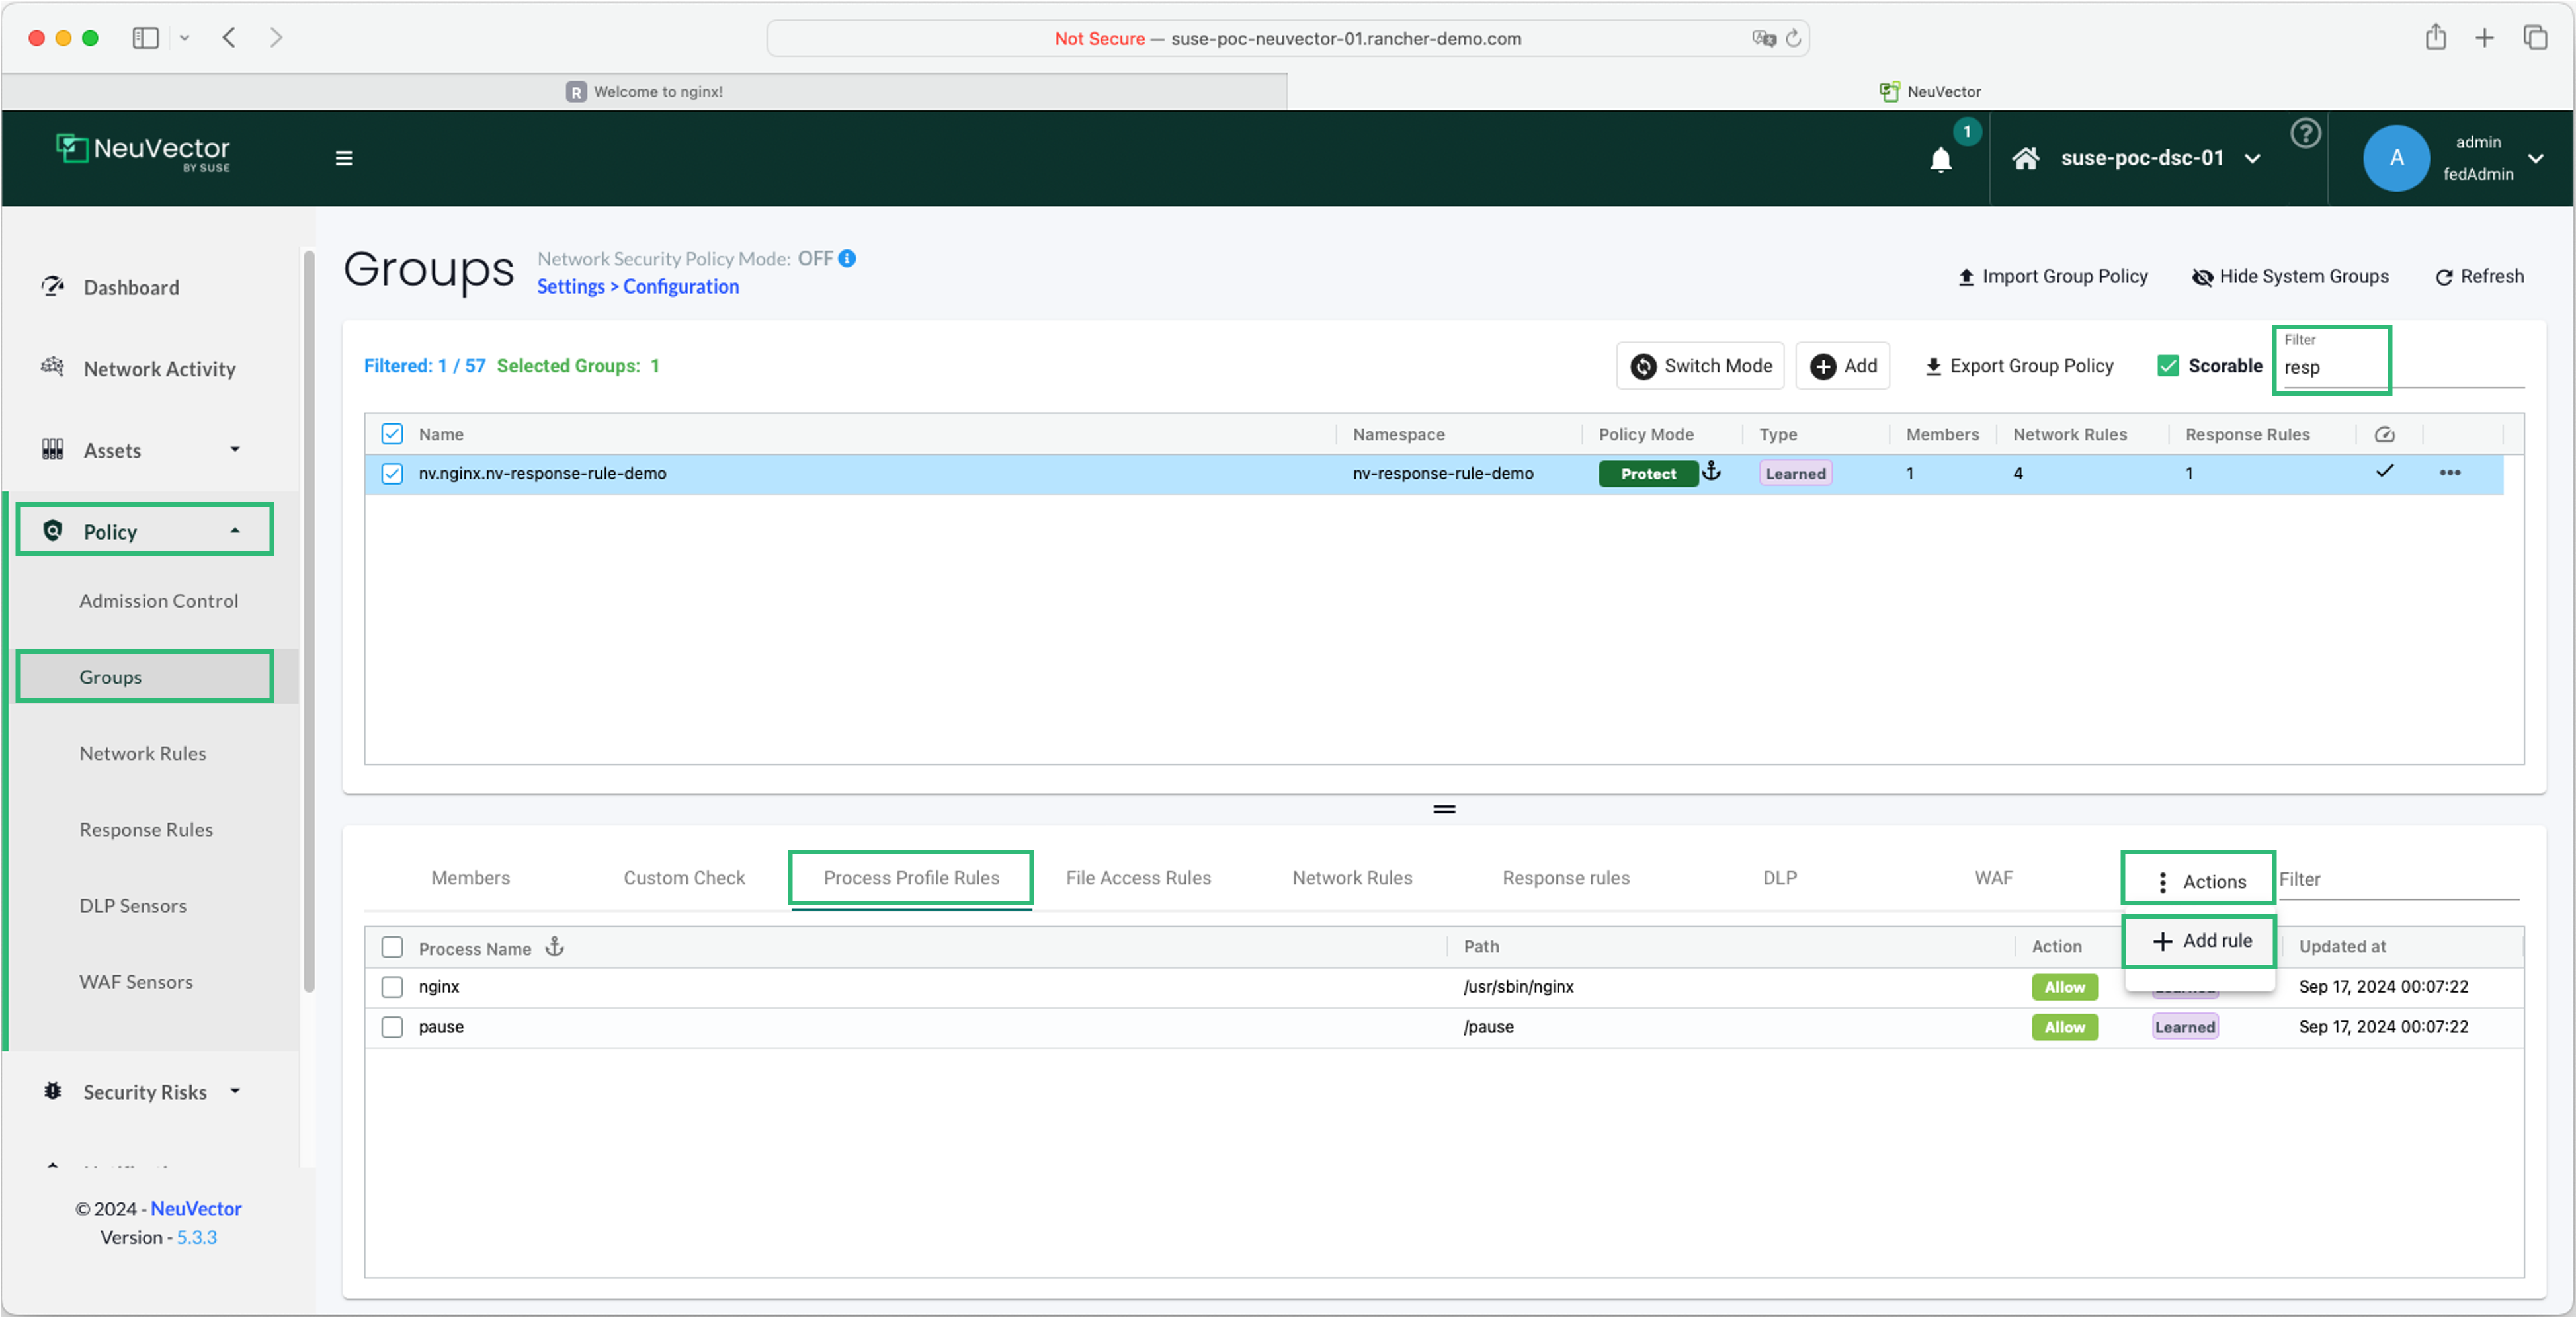 Not Secure — suse-poc-neuvector-01.rancher-demo.com
R Welcome to nginx!
NeuVector
NeuVector
BY SUSE
1
suse-poc-dsc-01
?
A
admin
fedAdmin
Dashboard
Network Activity
Assets
Policy
Admission Control
Groups
Network Rules
Response Rules
DLP Sensors
WAF Sensors
Security Risks
© 2024 - NeuVector
Version - 5.3.3
Groups
Network Security Policy Mode: OFF
Settings > Configuration
Import Group Policy
Hide System Groups
Refresh
Filtered: 1 / 57 Selected Groups: 1
Switch Mode
Add
Export Group Policy
Scorable
Filter
resp
Name Namespace Policy Mode Type Members Network Rules Response Rules
nv.nginx.nv-response-rule-demo nv-response-rule-demo Protect Learned 1 4 1
Members Custom Check Process Profile Rules File Access Rules Network Rules Response rules DLP WAF Actions Filter
Add rule
Process Name Path Action Updated at
nginx /usr/sbin/nginx Allow Sep 17, 2024 00:07:22
pause /pause Allow Learned Sep 17, 2024 00:07:22